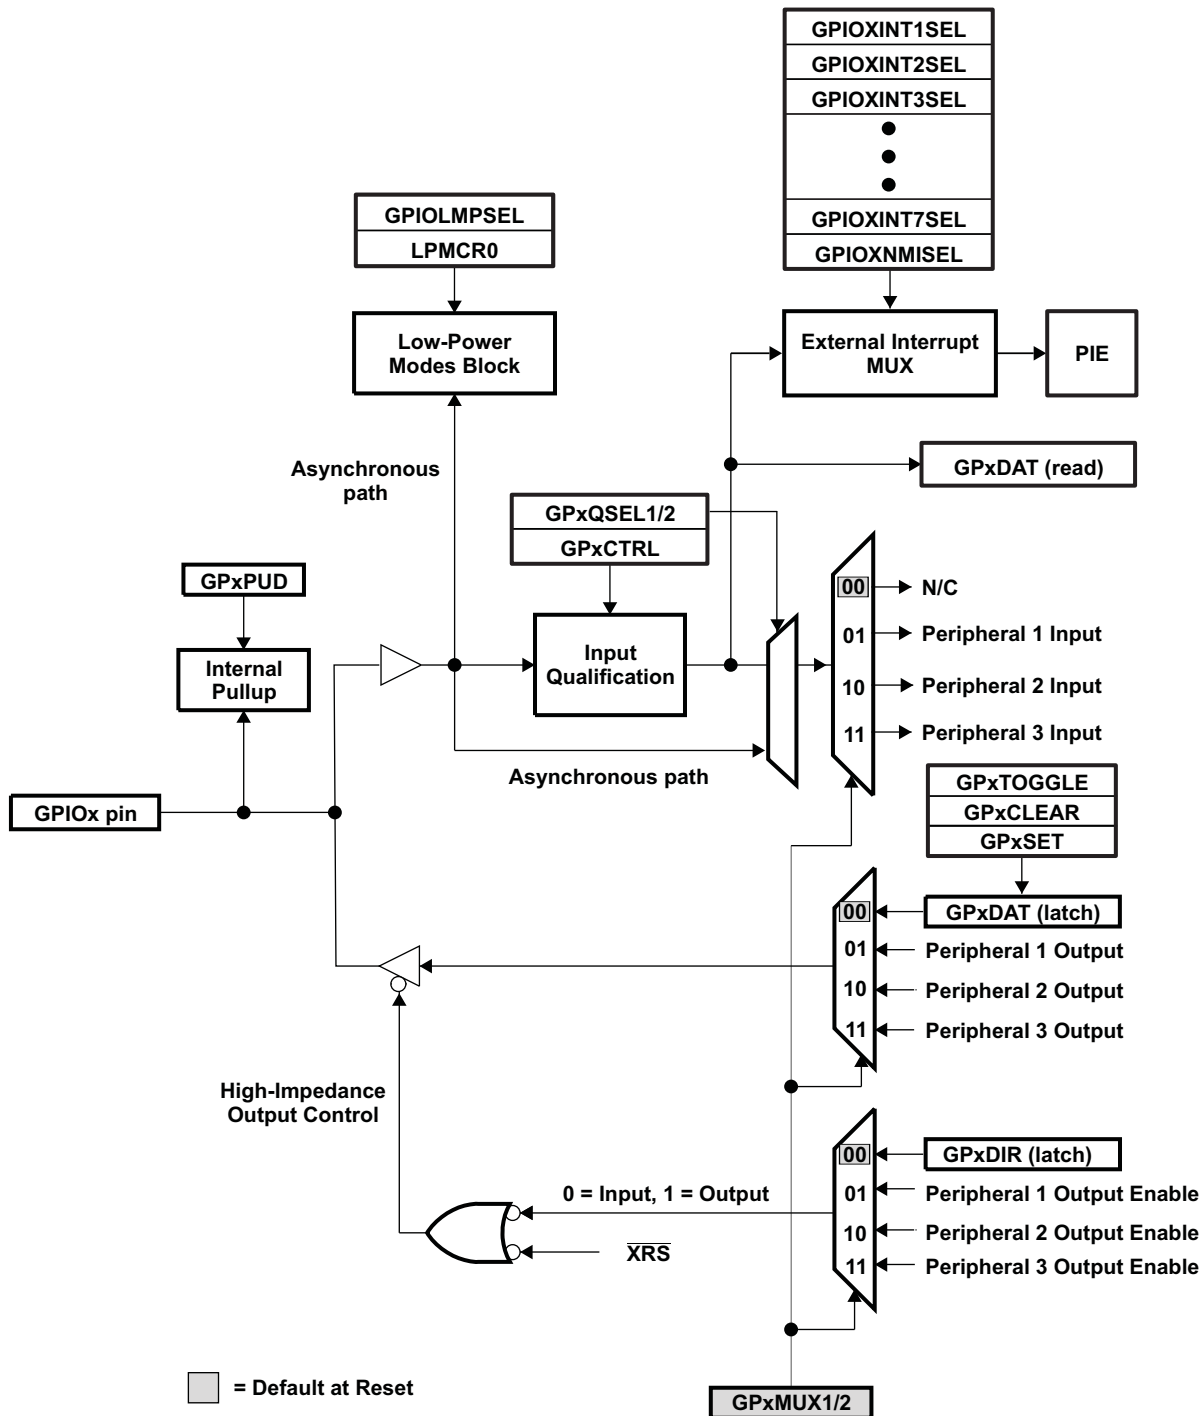 GPIOXINT1SEL
GPIOXINT2SEL
GPIOXINT3SEL
GPIOXINT7SEL
GPIOXNMISEL
GPIOLMPSEL
LPMCR0
Low-Power
Modes Block
External Interrupt
MUX
PIE
Asynchronous
path
GPxDAT (read)
GPxQSEL1/2
GPxCTRL
GPxPUD
Internal
Pullup
Input
Qualification
00
N/C
01
Peripheral 1 Input
10
Peripheral 2 Input
11
Peripheral 3 Input
Asynchronous path
GPIOx pin
GPxTOGGLE
GPxCLEAR
GPxSET
00
GPxDAT (latch)
01
Peripheral 1 Output
10
Peripheral 2 Output
11
Peripheral 3 Output
High-Impedance
Output Control
00
GPxDIR (latch)
0 = Input, 1 = Output
01
Peripheral 1 Output Enable
10
Peripheral 2 Output Enable
11
Peripheral 3 Output Enable
XRS
= Default at Reset
GPxMUX1/2